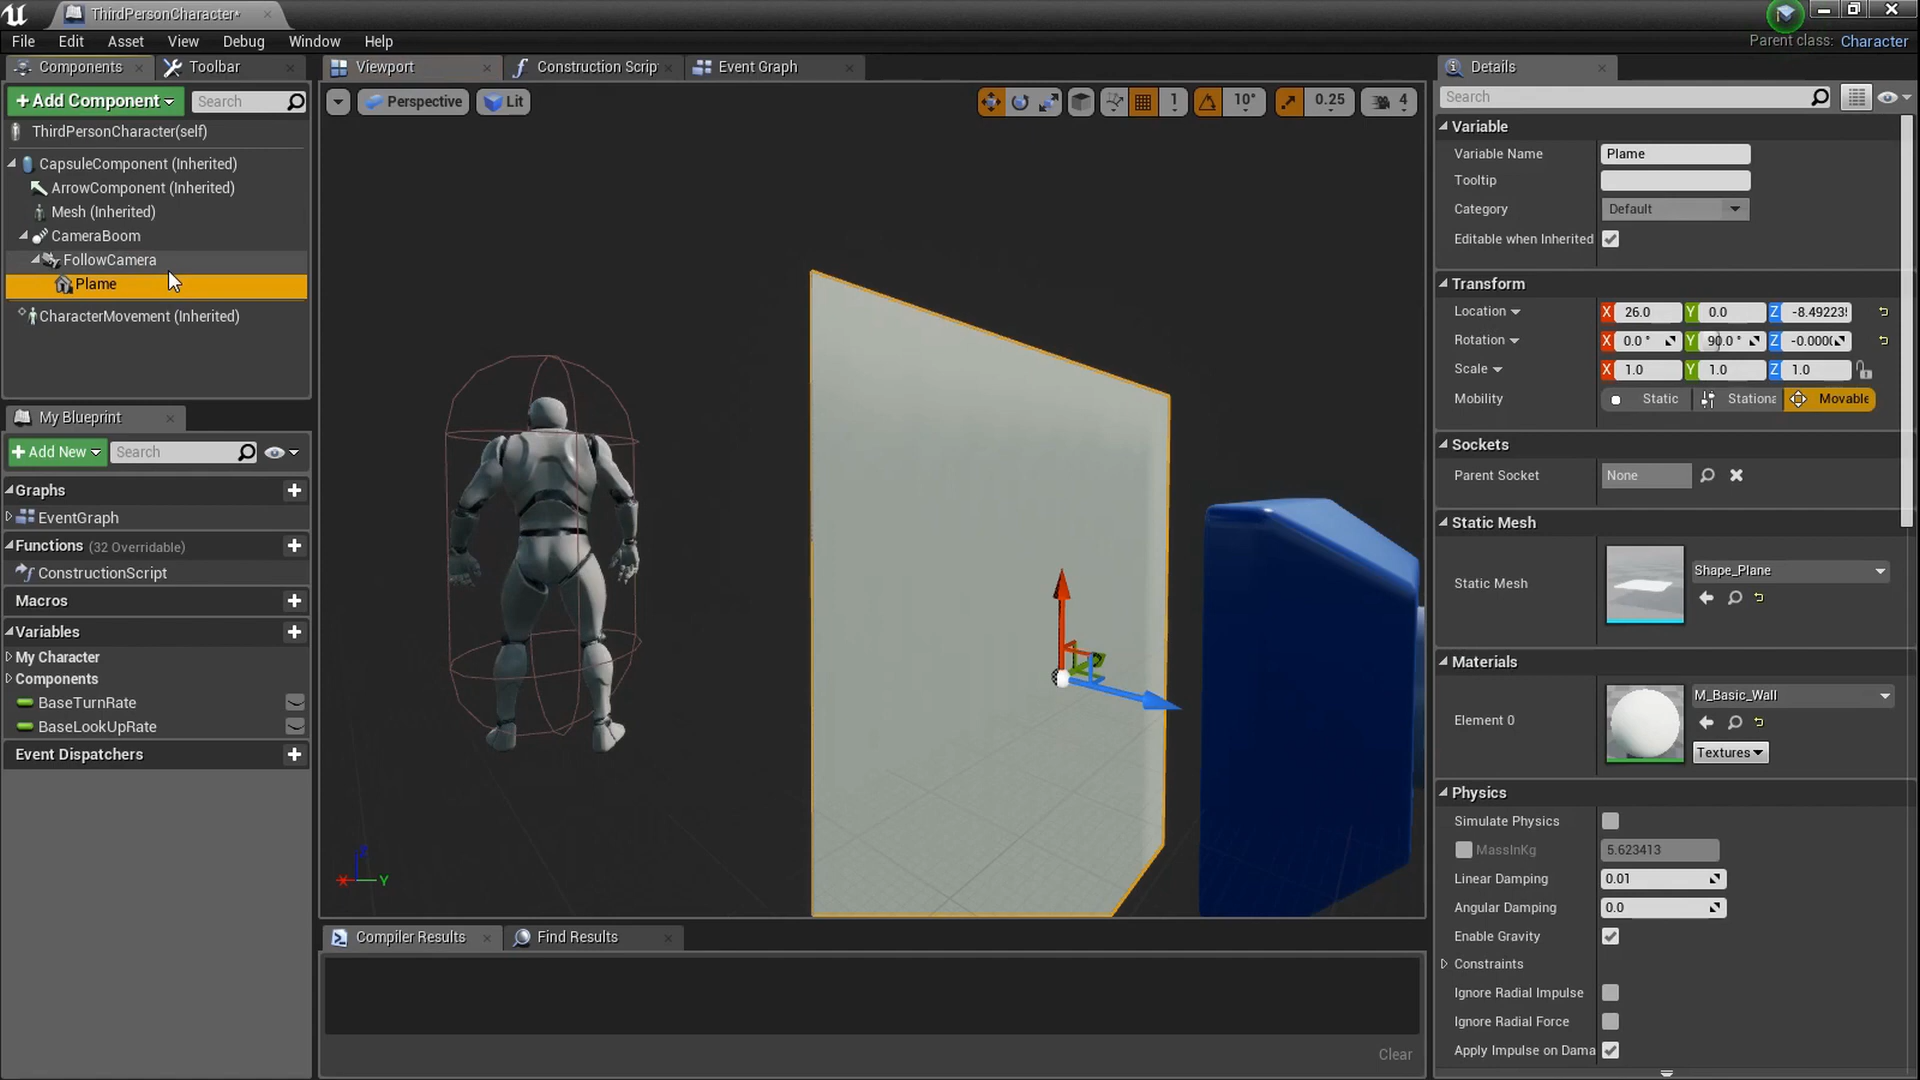 ThirdPersonCharacter*
File Edit Asset View Debug Window Help
Parent class: Character
Components Toolbar
+Add Component Search
ThirdPersonCharacter(self)
CapsuleComponent (Inherited)
ArrowComponent (Inherited)
Mesh (Inherited)
CameraBoom
FollowCamera
Plame
CharacterMovement (Inherited)
My Blueprint
+Add New Search
Graphs
EventGraph
Functions (32 Overridable)
ConstructionScript
Macros
Variables
My Character
Components
BaseTurnRate
BaseLookUpRate
Event Dispatchers
Viewport Construction Scrip Event Graph
Perspective Lit 1 10° 0.25 4
Z
X Y
Compiler Results Find Results
Clear
Details
Search
Variable
Variable Name Plame
Tooltip
Category Default
Editable when Inherited
Transform
Location X 26.0 Y 0.0 Z -8.49223
Rotation X 0.0 ° Y 90.0 ° Z -0.000(
Scale X 1.0 Y 1.0 Z 1.0
Mobility Static Stationa Movable
Sockets
Parent Socket None
Static Mesh
Static Mesh Shape_Plane
Materials
Element 0 M_Basic_Wall
Textures
Physics
Simulate Physics
MassInKg 5.623413
Linear Damping 0.01
Angular Damping 0.0
Enable Gravity
Constraints
Ignore Radial Impulse
Ignore Radial Force
Apply Impulse on Dama